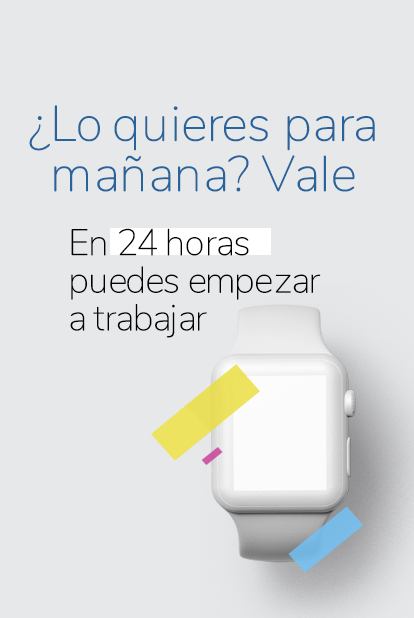 ¿Lo quieres para
mañana? Vale
En 24 horas
puedes empezar
a trabajar